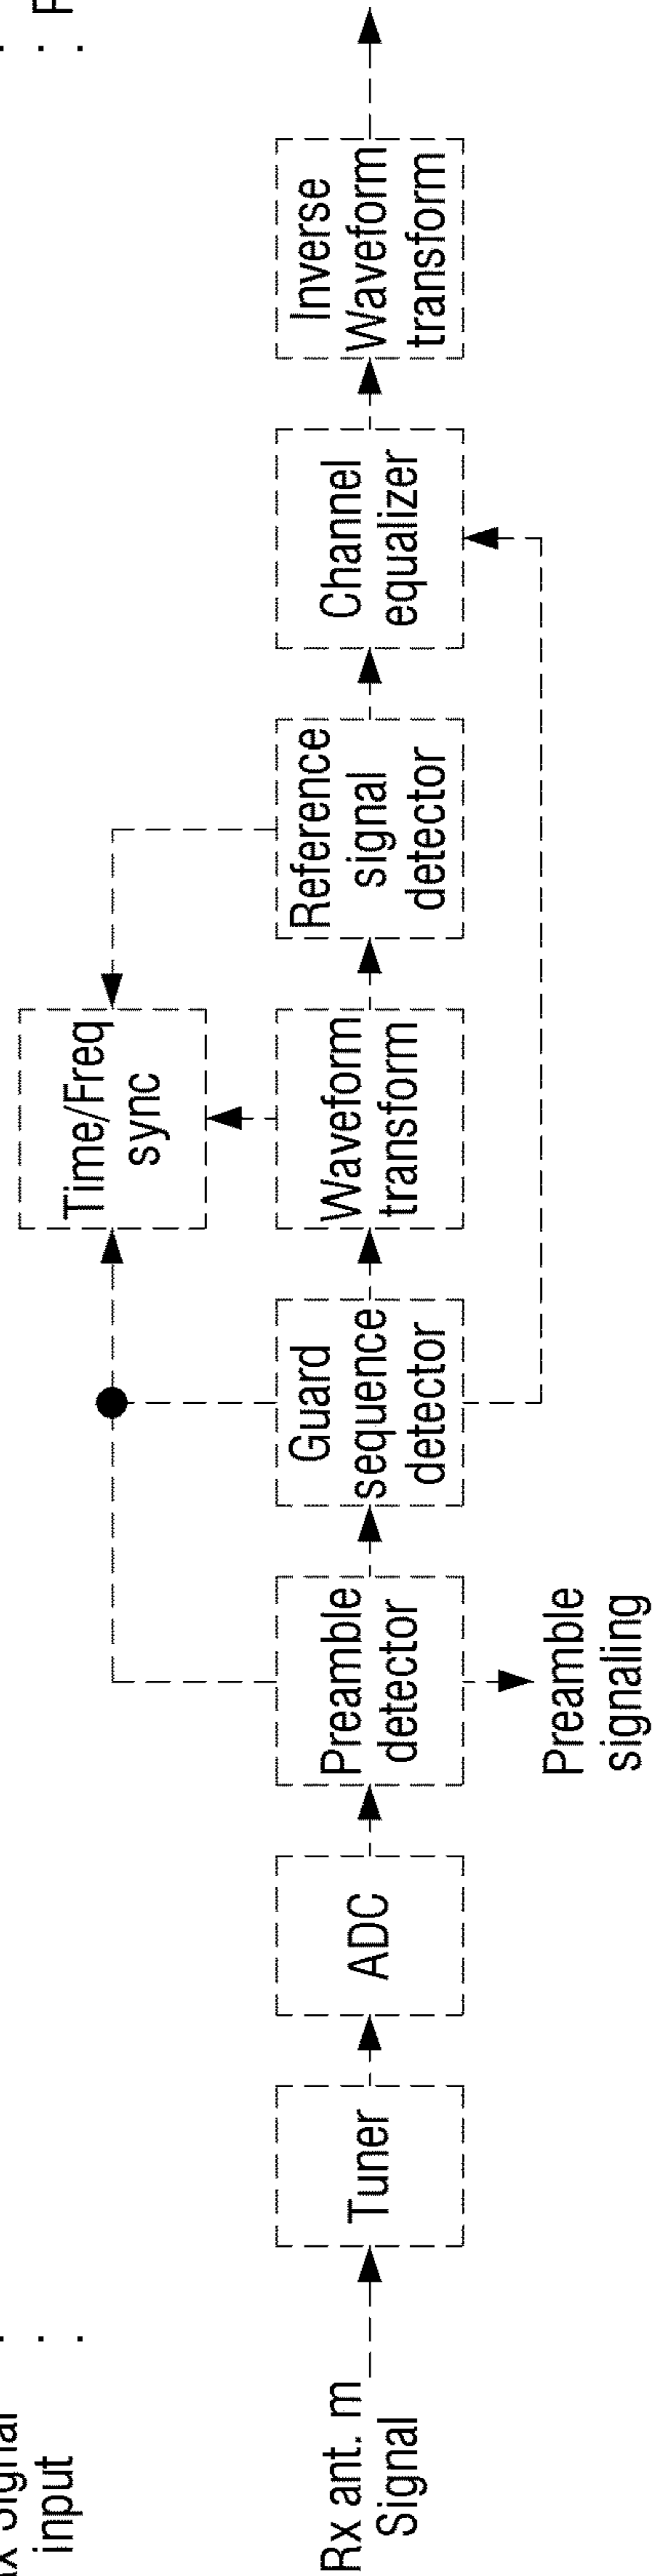 input
Time/Freq
sync
Rx ant. m
Signal
Tuner
ADC
Preamble
detector
Guard
sequence
detector
Waveform
transform
Reference
signal
detector
Channel
equalizer
Inverse
Waveform
transform
Preamble
signaling